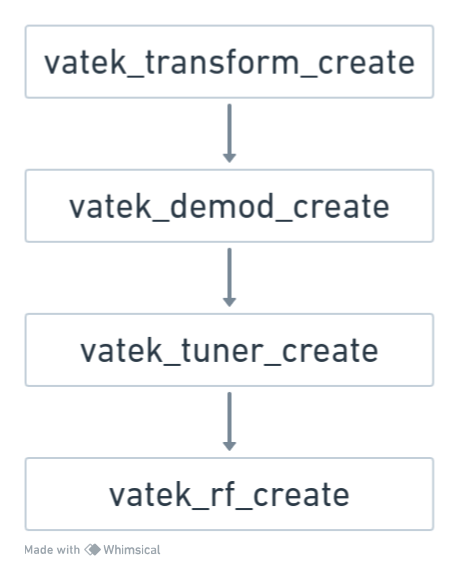 vatek_transform_create
vatek_demod_create
vatek_tuner_create
vatek_rf_create
Made with Whimsical